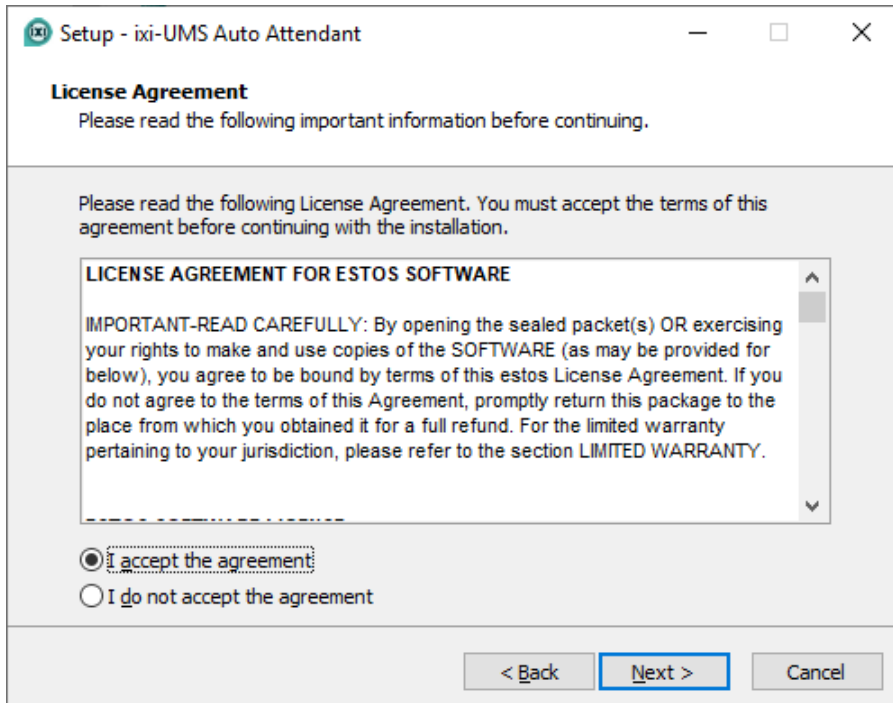 Setup - ixi-UMS Auto Attendant
License Agreement
Please read the following important information before continuing.
Please read the following License Agreement. You must accept the terms of this
agreement before continuing with the installation.
LICENSE AGREEMENT FOR ESTOS SOFTWARE
IMPORTANT-READ CAREFULLY: By opening the sealed packet(s) OR exercising
your rights to make and use copies of the SOFTWARE (as may be provided for
below), you agree to be bound by terms of this estos License Agreement. If you
do not agree to the terms of this Agreement, promptly return this package to the
place from which you obtained it for a full refund. For the limited warranty
pertaining to your jurisdiction, please refer to the section LIMITED WARRANTY.
I accept the agreement
I do not accept the agreement
< Back Next > Cancel